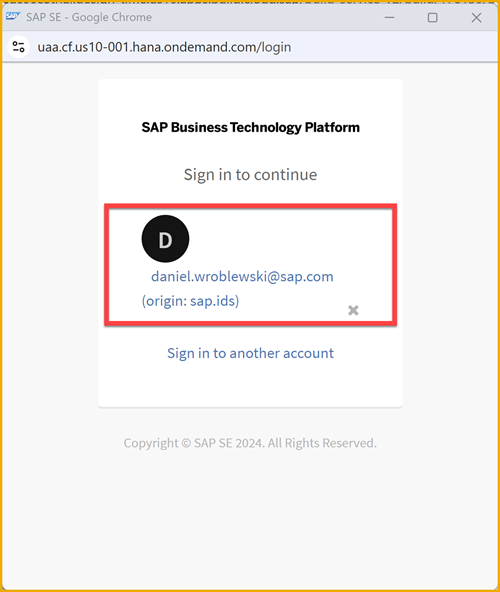 SAP SE - Google Chrome
uaa.cf.us10-001.hana.ondemand.com/login
SAP Business Technology Platform
Sign in to continue
D
daniel.wroblewski@sap.com
(origin: sap.ids)
Sign in to another account
Copyright © SAP SE 2024. All Rights Reserved.